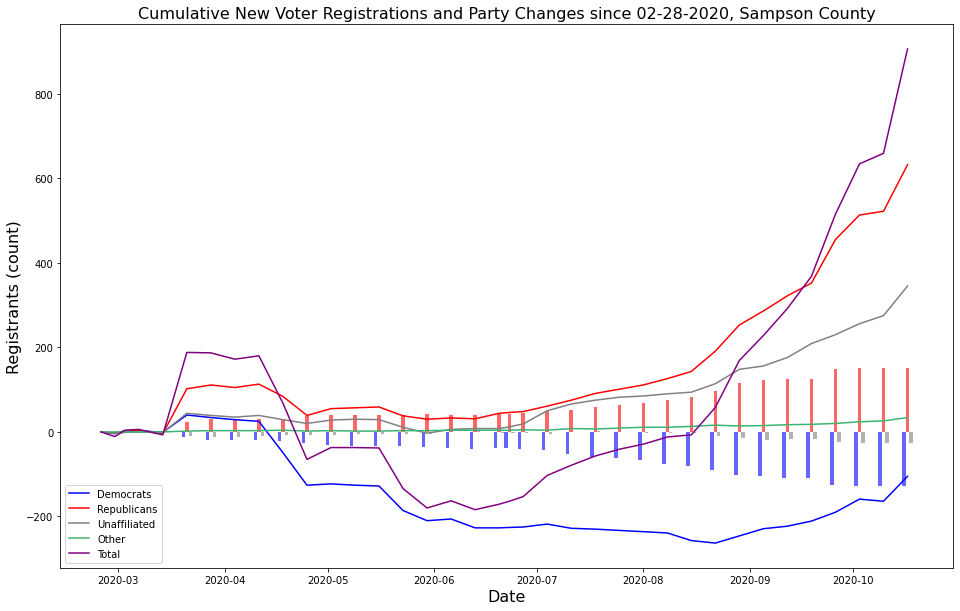 Cumulative New Voter Registrations and Party Changes since 02-28-2020, Sampson County
Registrants (count)
800
600
400
200
0
−200
Democrats
Republicans
Unaffiliated
Other
Total
2020-03 2020-04 2020-05 2020-06 2020-07 2020-08 2020-09 2020-10
Date